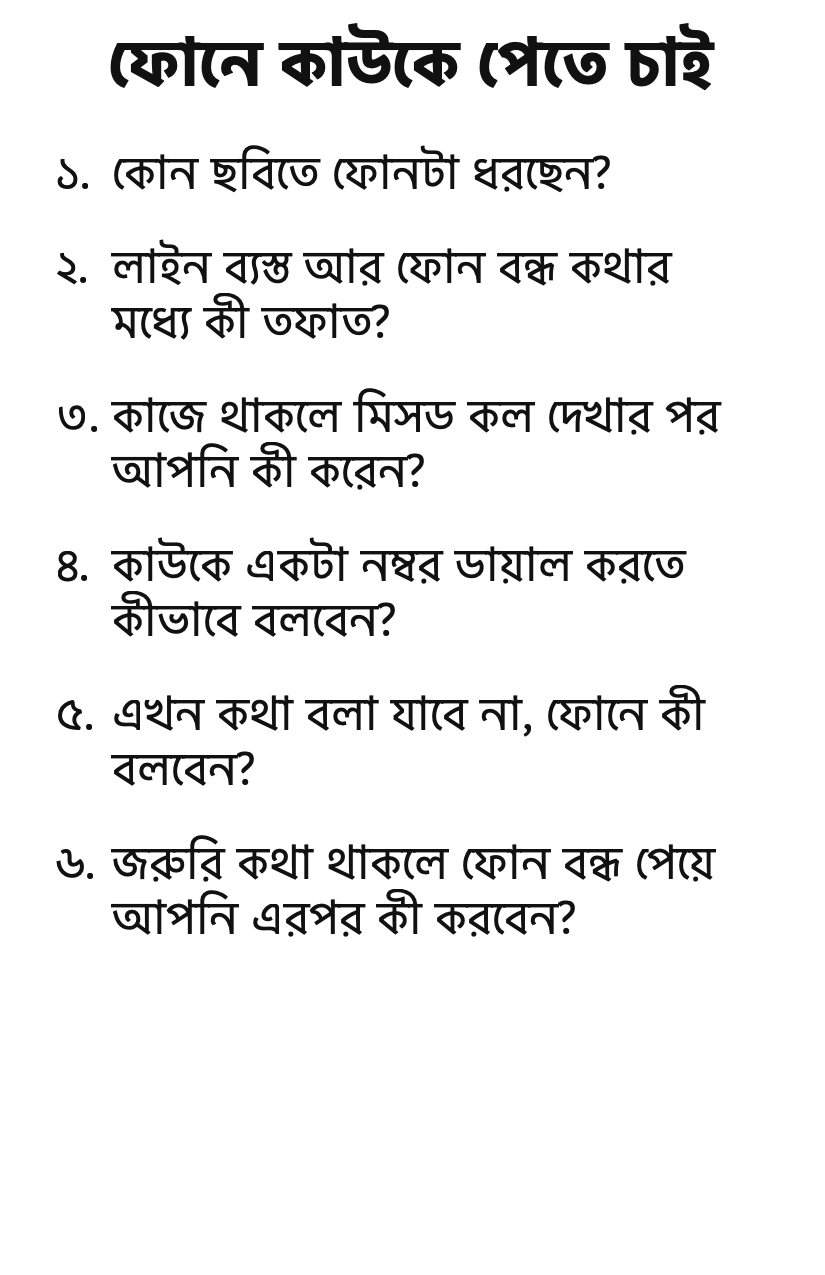 ফোনে কাউকে পেতে চাই
১. কোন ছবিতে ফোনটা ধরছেন?
২. লাইন ব্যস্ত আর ফোন বন্ধ কথার
মধ্যে কী তফাত?
৩. কাজে থাকলে মিসড কল দেখার পর
আপনি কী করেন?
৪. কাউকে একটা নম্বর ডায়াল করতে
কীভাবে বলবেন?
৫. এখন কথা বলা যাবে না, ফোনে কী
বলবেন?
৬. জরুরি কথা থাকলে ফোন বন্ধ পেয়ে
আপনি এরপর কী করবেন?